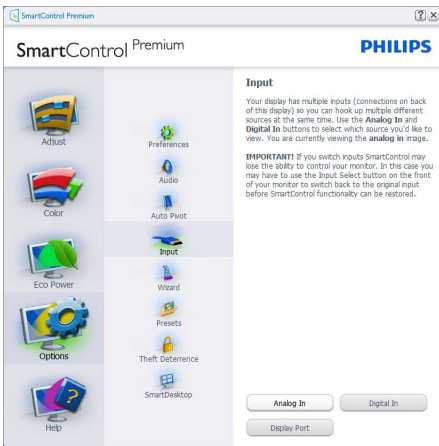 SmartControl Premium
SmartControl Premium
PHILIPS
Adjust
Color
Eco Power
Options
Help
Preferences
Audio
Auto Pivot
Input
Wizard
Presets
Theft Deterrence
SmartDesktop
Input
Your display has multiple inputs (connections on back
of this display) so you can hook up multiple different
sources at the same time. Use the Analog In and
Digital In buttons to select which source you'd like to
view. You are currently viewing the analog in image.
IMPORTANT! If you switch inputs SmartControl may
lose the ability to control your monitor. In this case you
may have to use the Input Select button on the front
of your monitor to switch back to the original input
before SmartControl functionality can be restored.
Analog In
Digital In
Display Port